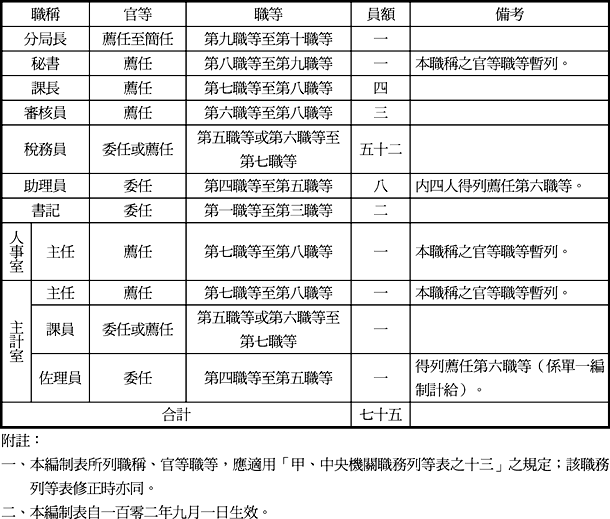 職稱 官等 職等 員額 備考
分局長 薦任至簡任 第九職等至第十職等 一
秘書 薦任 第八職等至第九職等 一 本職稱之官等職等暫列。
課長 薦任 第七職等至第八職等 四
審核員 薦任 第六職等至第八職等 三
稅務員 委任或薦任 第五職等或第六職等至
第七職等 五十二
助理員 委任 第四職等至第五職等 八 內四人得列薦任第六職等。
書記 委任 第一職等至第三職等 二
人事室 主任 薦任 第七職等至第八職等 一 本職稱之官等職等暫列。
主計室 主任 薦任 第七職等至第八職等 一 本職稱之官等職等暫列。
課員 委任或薦任 第五職等或第六職等至
第七職等 一
佐理員 委任 第四職等至第五職等 一 得列薦任第六職等（係單一編
制計給）。
合計 七十五
附註：
一、本編制表所列職稱、官等職等，應適用「甲、中央機關職務列等表之十三」之規定；該職務
列等表修正時亦同。
二、本編制表自一百零二年九月一日生效。